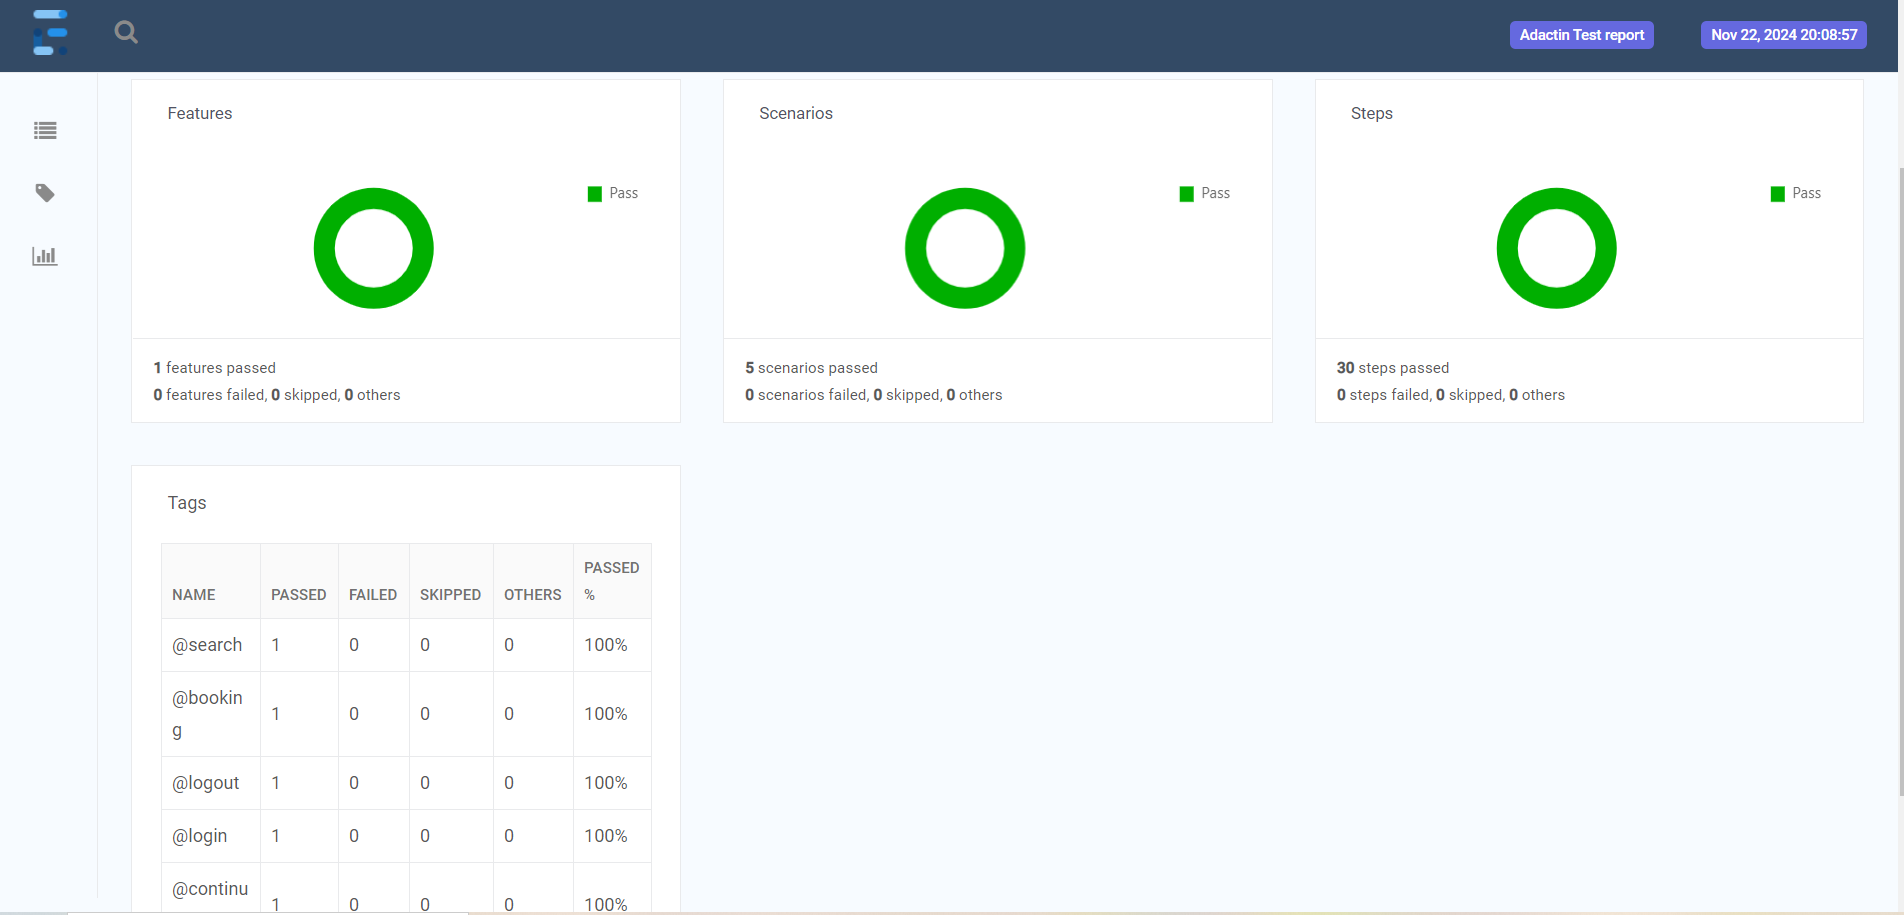 Adactin Test report
Nov 22, 2024 20:08:57
Features
Pass
1 features passed
0 features failed, 0 skipped, 0 others
Scenarios
Pass
5 scenarios passed
0 scenarios failed, 0 skipped, 0 others
Steps
Pass
30 steps passed
0 steps failed, 0 skipped, 0 others
Tags
NAME PASSED FAILED SKIPPED OTHERS PASSED
%
@search 1 0 0 0 100%
@bookin
g 1 0 0 0 100%
@logout 1 0 0 0 100%
@login 1 0 0 0 100%
@continu
1 0 0 0 100%